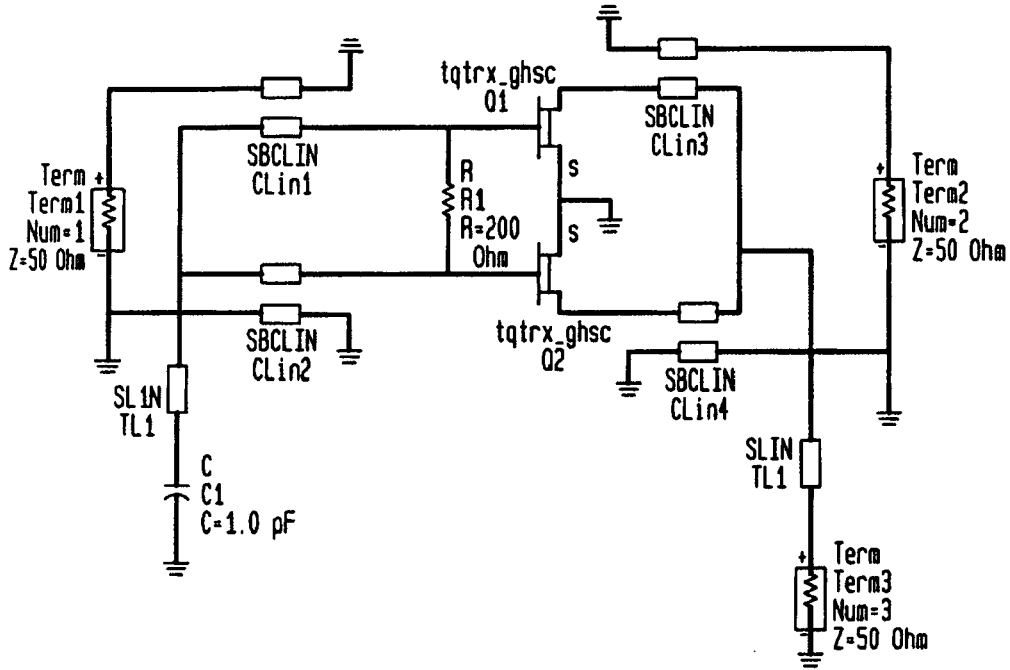 tqtrx_ghsc
Q1
SBCLIN
CLin3
SBCLIN
CLin1
Term +
Term1
Num=1
Z=50 Ohm
-
R
R1
R=200
Ohm
S
S
+ Term
Term2
Num=2
Z=50 Ohm
-
SBCLIN
CLin2
tqtrx_ghsc
Q2
SBCLIN
CLin4
SL1N
TL1
C
C1
C=1.0 pF
SLIN
TL1
+ Term
Term3
Num=3
Z=50 Ohm
-